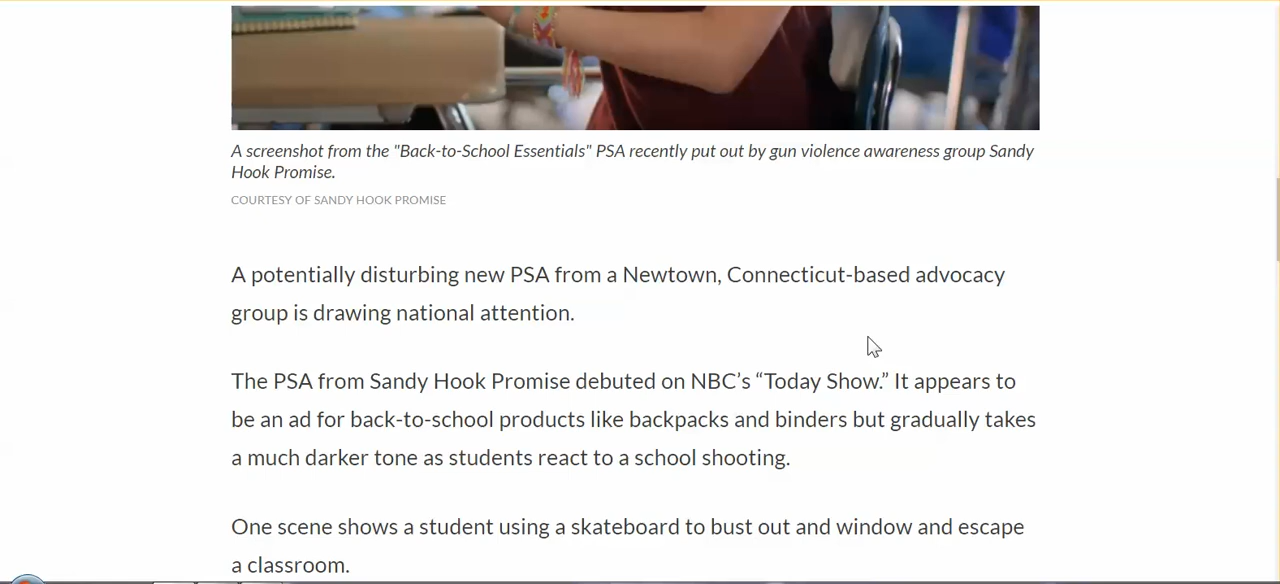 A screenshot from the "Back-to-School Essentials" PSA recently put out by gun violence awareness group Sandy
Hook Promise.
COURTESY OF SANDY HOOK PROMISE
A potentially disturbing new PSA from a Newtown, Connecticut-based advocacy
group is drawing national attention.
The PSA from Sandy Hook Promise debuted on NBC’s “Today Show.” It appears to
be an ad for back-to-school products like backpacks and binders but gradually takes
a much darker tone as students react to a school shooting.
One scene shows a student using a skateboard to bust out and window and escape
a classroom.